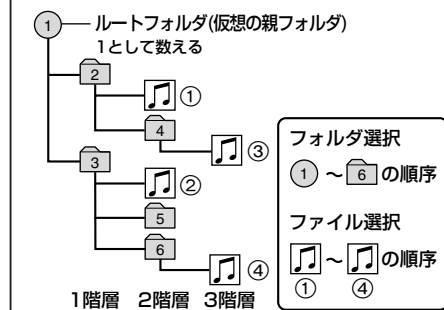 1 ルートフォルダ(仮想の親フォルダ)
1として数える
2
①
4
③
3
②
5
6
④
1階層 2階層 3階層
フォルダ選択
1 ～ 6 の順序
ファイル選択
～ の順序
① ④